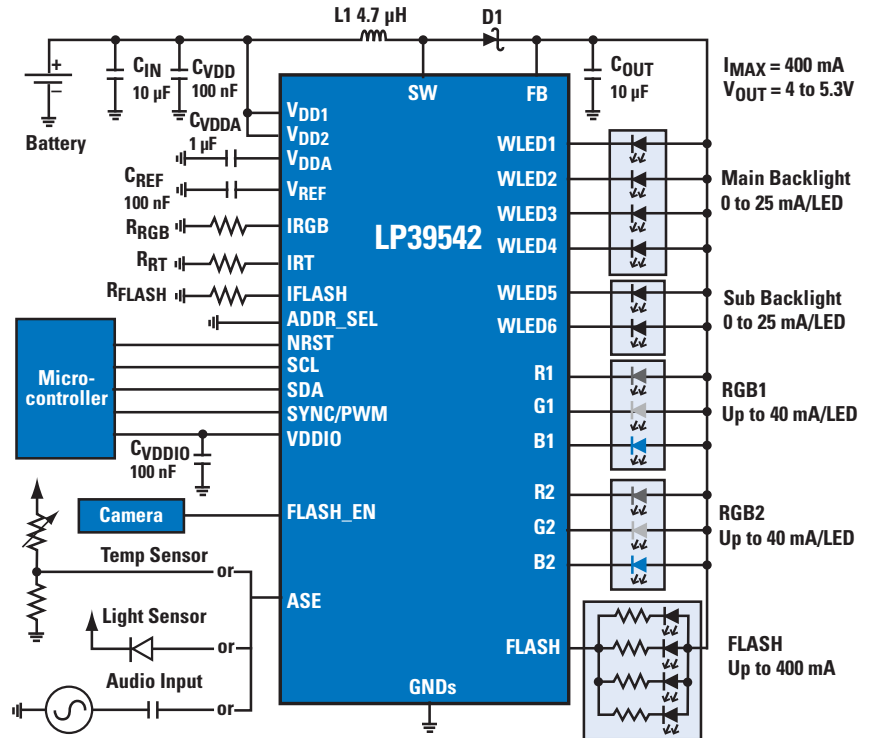 L1 4.7 µH
D1
+
–
Battery
CIN
10 µF
CVDD
100 nF
COUT
10 µF
IMAX = 400 mA
VOUT = 4 to 5.3V
SW
FB
CVDDA
1 µF
CREF
100 nF
RRGB
RRT
RFLASH
VDD1
VDD2
VDDA
VREF
IRGB
IRT
IFLASH
ADDR_SEL
NRST
SCL
SDA
SYNC/PWM
VDDIO
FLASH_EN
ASE
LP39542
GNDs
WLED1
WLED2
WLED3
WLED4
WLED5
WLED6
R1
G1
B1
R2
G2
B2
FLASH
Main Backlight
0 to 25 mA/LED
Sub Backlight
0 to 25 mA/LED
RGB1
Up to 40 mA/LED
RGB2
Up to 40 mA/LED
FLASH
Up to 400 mA
Micro-
controller
CVDDIO
100 nF
Camera
Temp Sensor
or
Light Sensor
or
Audio Input
or